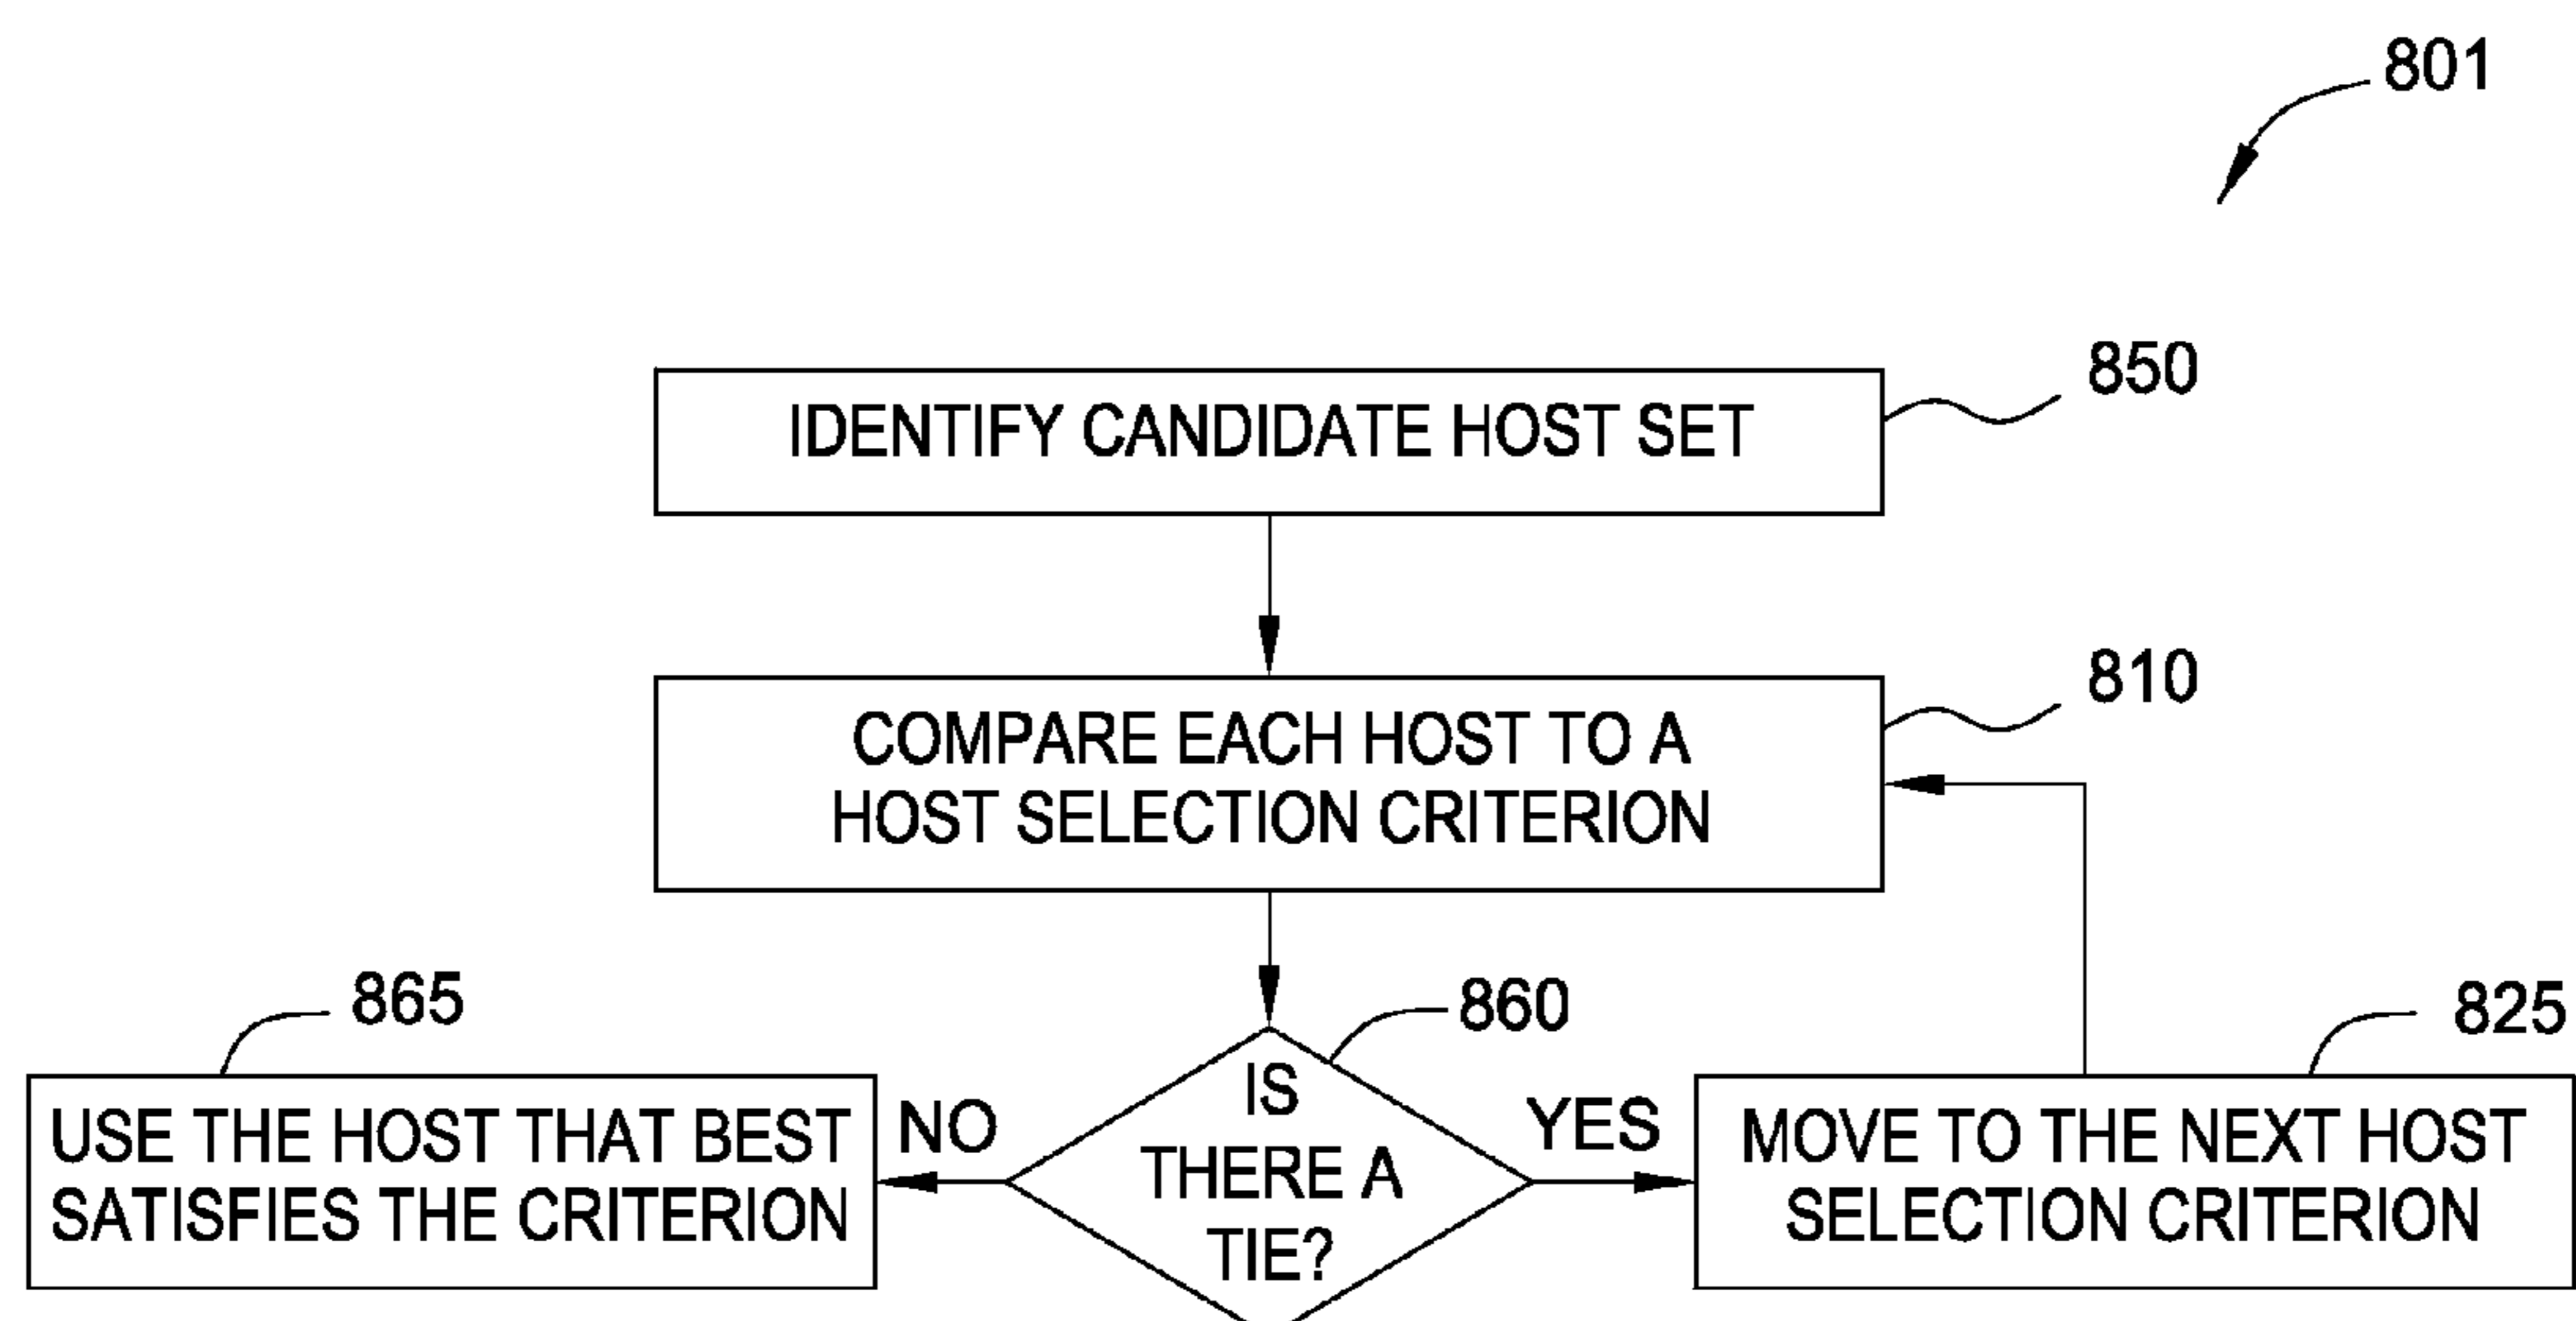 801
850
IDENTIFY CANDIDATE HOST SET
810
COMPARE EACH HOST TO A
HOST SELECTION CRITERION
865
USE THE HOST THAT BEST
SATISFIES THE CRITERION
NO
860
IS
THERE A
TIE?
YES
825
MOVE TO THE NEXT HOST
SELECTION CRITERION